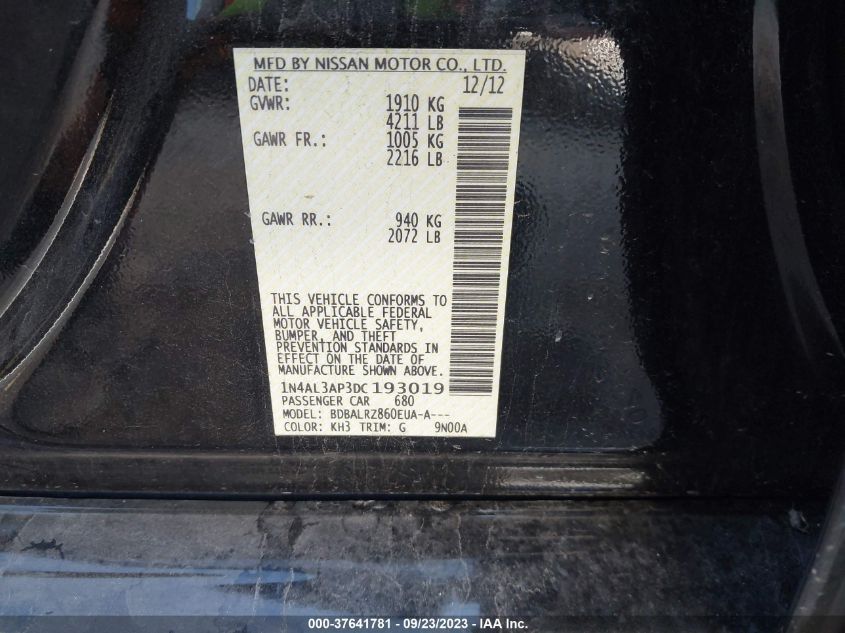 MFD BY NISSAN MOTOR CO., LTD.
DATE: 12/12
GVWR: 1910 KG
4211 LB
GAWR FR.: 1005 KG
2216 LB
GAWR RR.: 940 KG
2072 LB
THIS VEHICLE CONFORMS TO
ALL APPLICABLE FEDERAL
MOTOR VEHICLE SAFETY,
BUMPER, AND THEFT
PREVENTION STANDARDS IN
EFFECT ON THE DATE OF
MANUFACTURE SHOWN ABOVE.
1N4AL3AP3DC193019
PASSENGER CAR 680
MODEL: BDBALRZ860EUA-A---
COLOR: KH3 TRIM: G 9N00A
000-37641781 - 09/23/2023 - IAAI.com